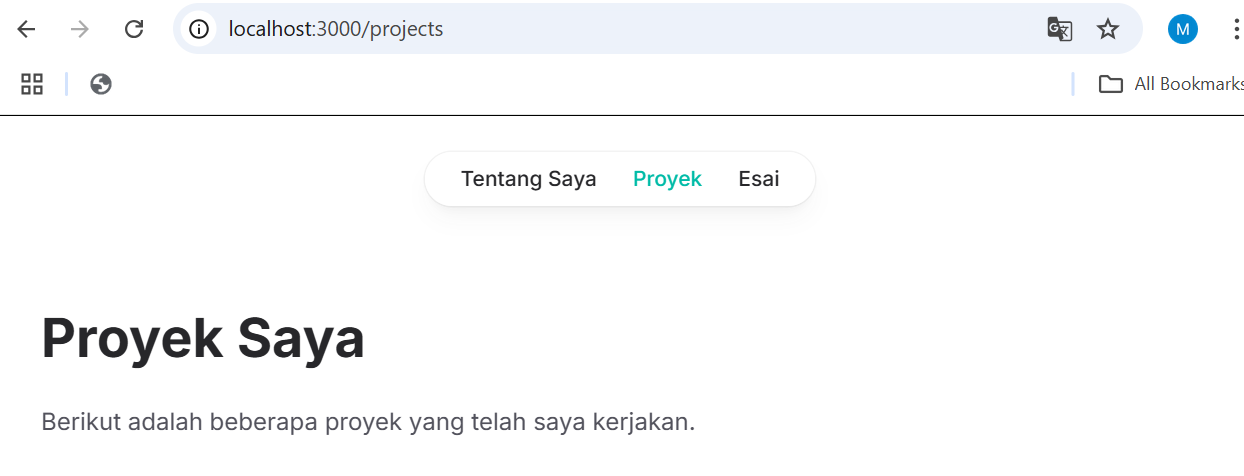 localhost:3000/projects
M
All Bookmarks
Tentang Saya Proyek Esai
Proyek Saya
Berikut adalah beberapa proyek yang telah saya kerjakan.